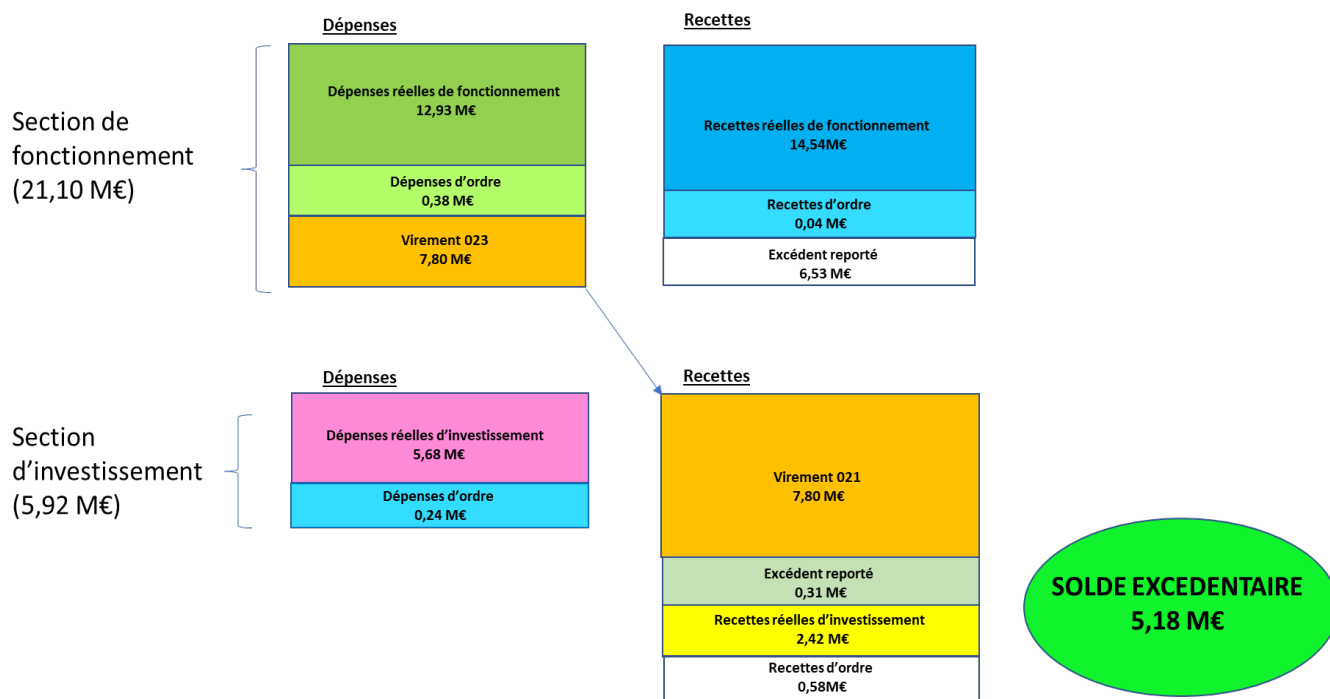 Dépenses
Recettes
Section de
fonctionnement
(21,10 M€)
Dépenses réelles de fonctionnement
12,93 M€
Dépenses d'ordre
0,38 M€
Virement 023
7,80 M€
Recettes réelles de fonctionnement
14,54M€
Recettes d'ordre
0,04 M€
Excédent reporté
6,53 M€
Dépenses
Recettes
Section
d'investissement
(5,92 M€)
Dépenses réelles d'investissement
5,68 M€
Dépenses d'ordre
0,24 M€
Virement 021
7,80 M€
Excédent reporté
0,31 M€
Recettes réelles d'investissement
2,42 M€
Recettes d'ordre
0,58M€
SOLDE EXCEDENTAIRE
5,18 M€